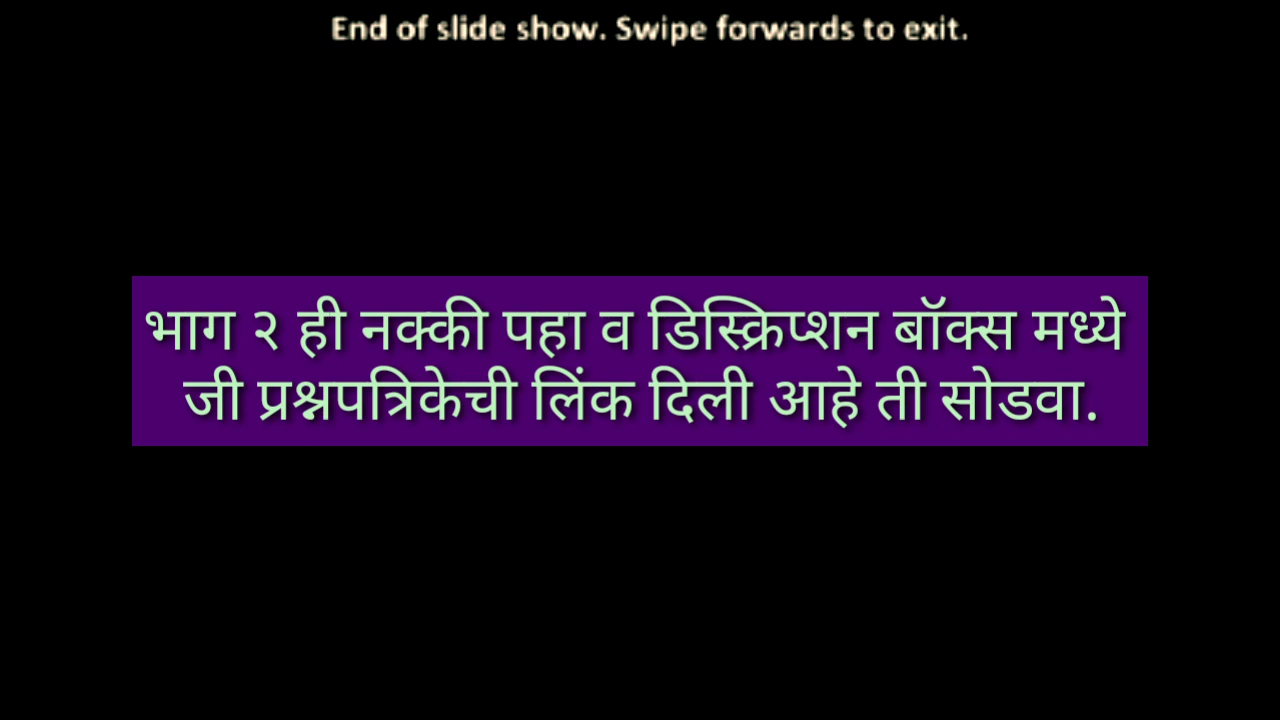 End of slide show. Swipe forwards to exit.
भाग २ ही नक्की पहा व डिस्क्रिप्शन बॉक्स मध्ये
जी प्रश्नपत्रिकेची लिंक दिली आहे ती सोडवा.